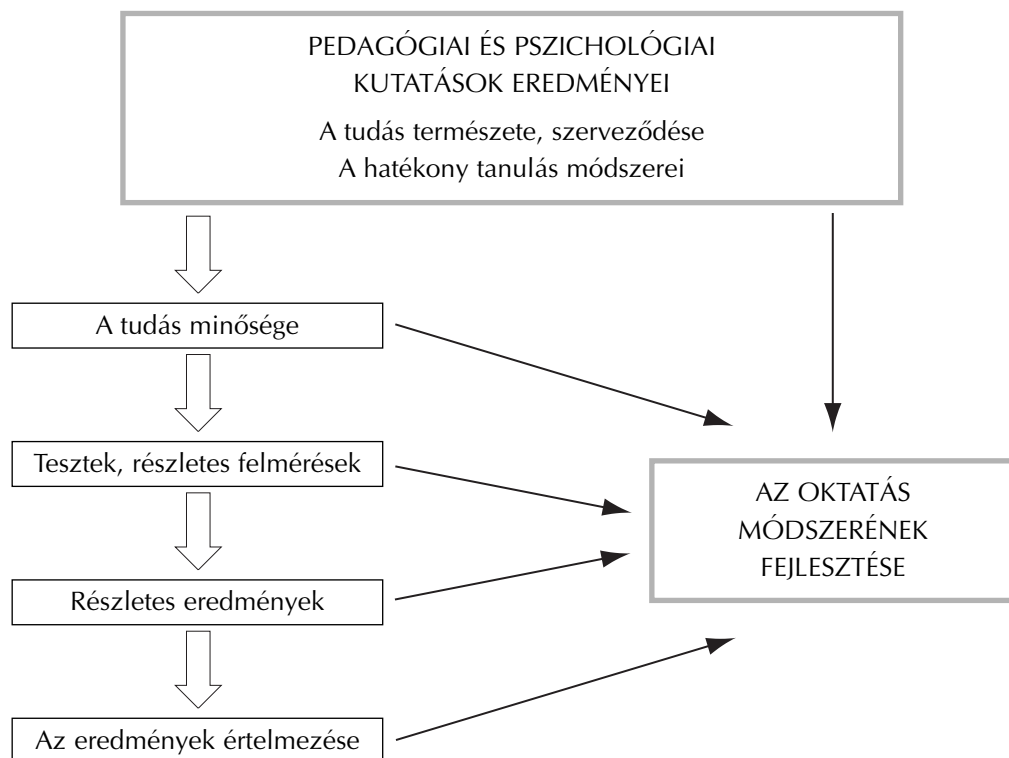 PEDAGÓGIAI ÉS PSZICHOLÓGIAI
KUTATÁSOK EREDMÉNYEI
A tudás természete, szerveződése
A hatékony tanulás módszerei
A tudás minősége
Tesztek, részletes felmérések
AZ OKTATÁS
MÓDSZERÉNEK
FEJLESZTÉSE
Részletes eredmények
Az eredmények értelmezése